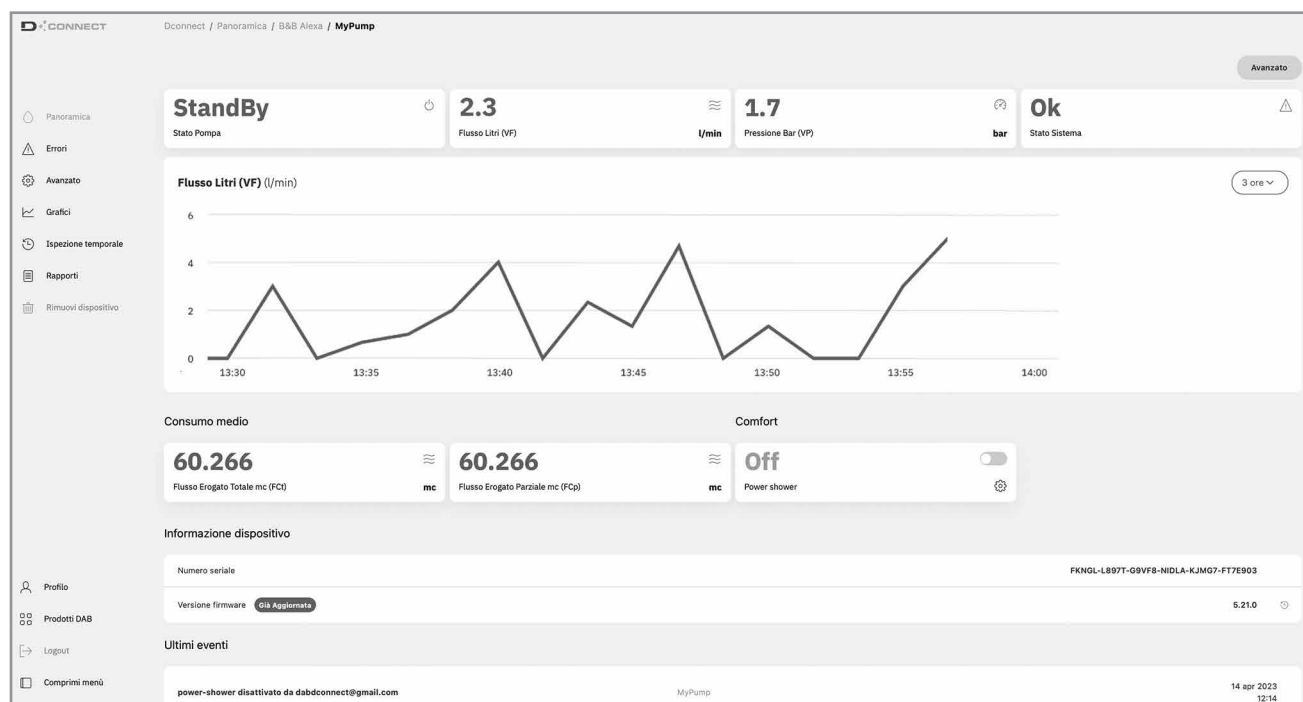 DCONNECT
Dconnect / Panoramica / B&B Alexa / MyPump
Avanzato
Panoramica
Errori
Avanzato
Grafici
Ispezione temporale
Rapporti
Rimuovi dispositivo
Profilo
Prodotti DAB
Logout
Comprimi menù
StandBy
Stato Pompa
2.3
Flusso Litri (VF) l/min
1.7
Pressione Bar (VP) bar
Ok
Stato Sistema
Flusso Litri (VF) (l/min)
3 ore
6
4
2
0
13:30 13:35 13:40 13:45 13:50 13:55 14:00
Consumo medio
60.266
Flusso Erogato Totale mc (FCt) mc
60.266
Flusso Erogato Parziale mc (FCp) mc
Comfort
Off
Power shower
Informazione dispositivo
Numero seriale FKNGL-L897T-G9VF8-NIDLA-KJMG7-FT7E903
Versione firmware Già Aggiornata 5.21.0
Ultimi eventi
power-shower disattivato da dabdconnect@gmail.com MyPump 14 apr 2023
12:14